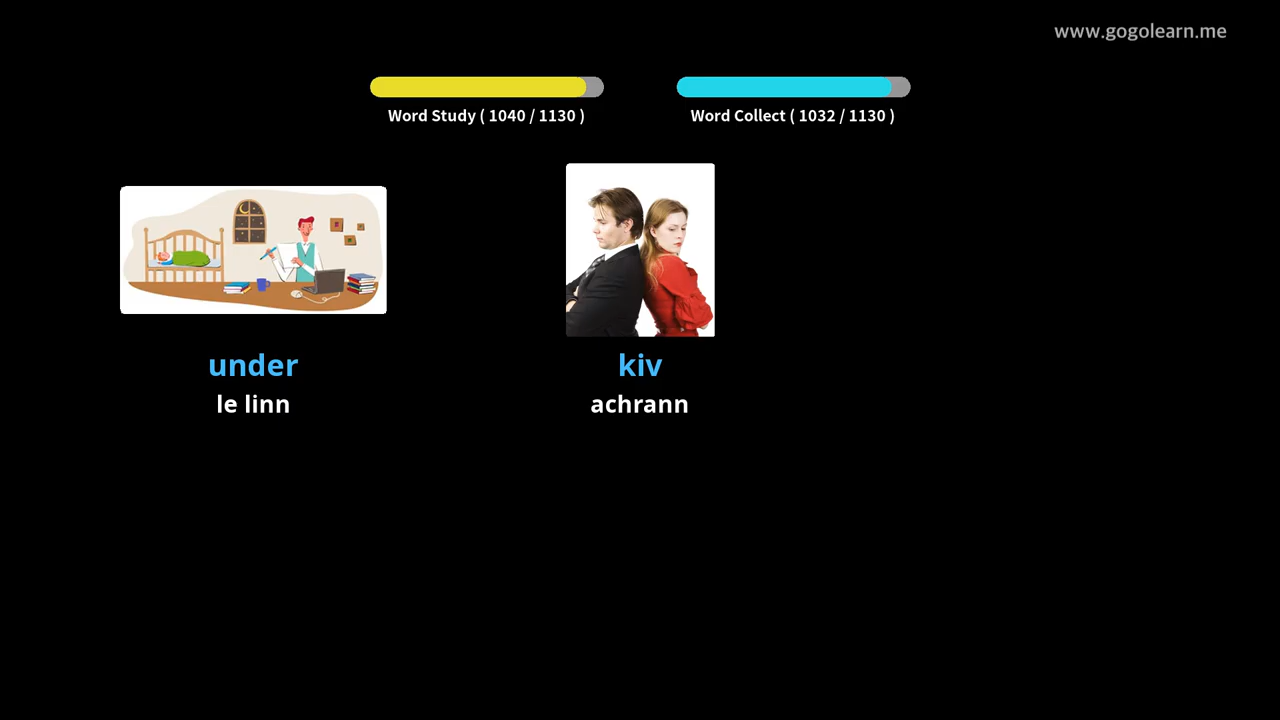 www.gogolearn.me
Word Study ( 1040 / 1130 )
Word Collect ( 1032 / 1130 )
under
le linn
kiv
achrann